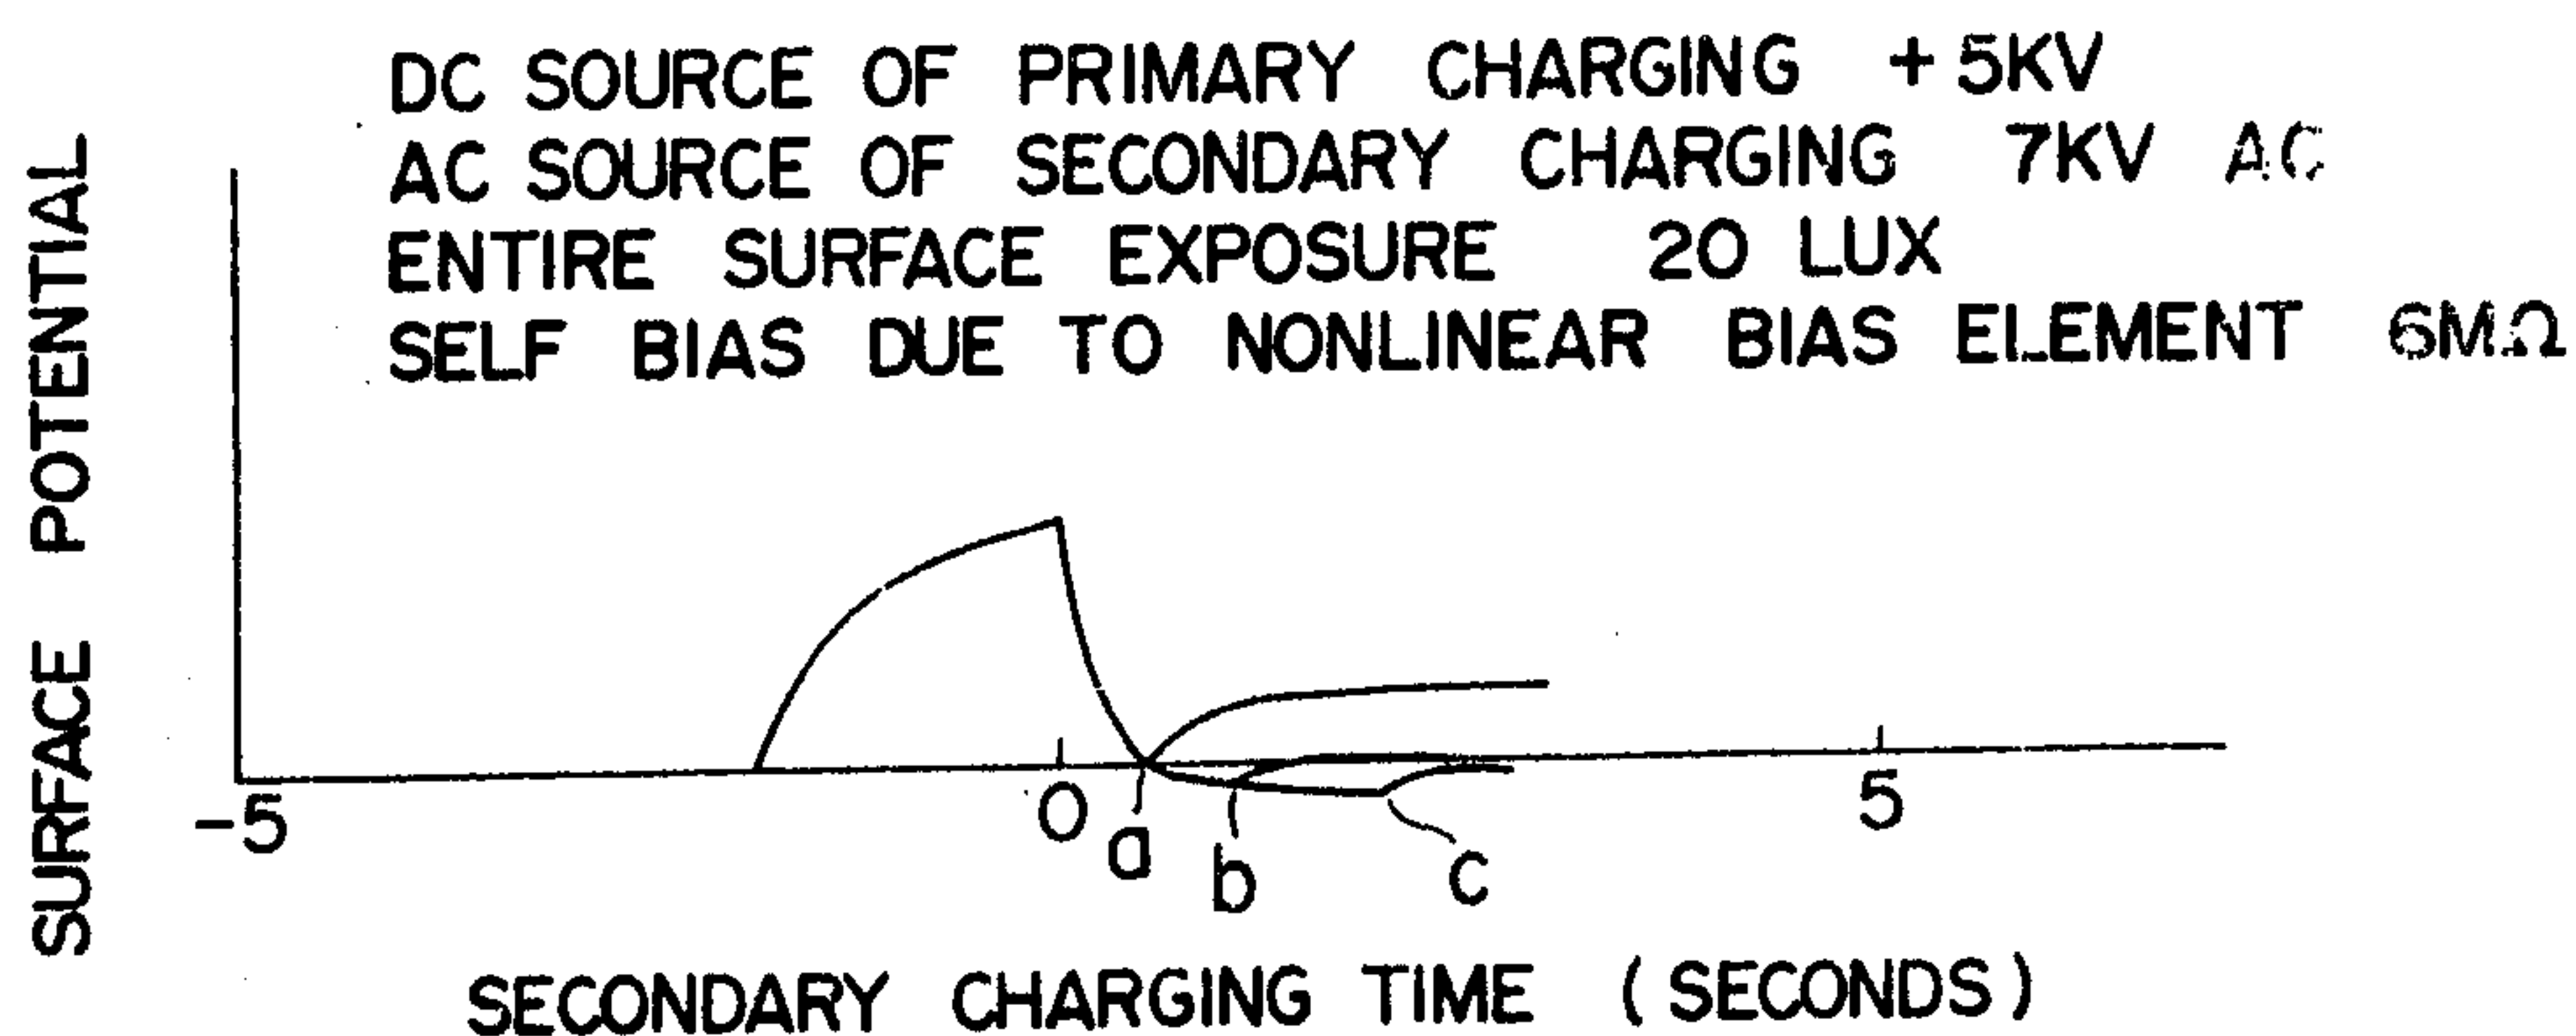 DC SOURCE OF PRIMARY CHARGING +5KV
AC SOURCE OF SECONDARY CHARGING 7KV AC
ENTIRE SURFACE EXPOSURE 20 LUX
SELF BIAS DUE TO NONLINEAR BIAS ELEMENT 6MΩ
SURFACE POTENTIAL
-5
0
5
a
b
c
SECONDARY CHARGING TIME (SECONDS)